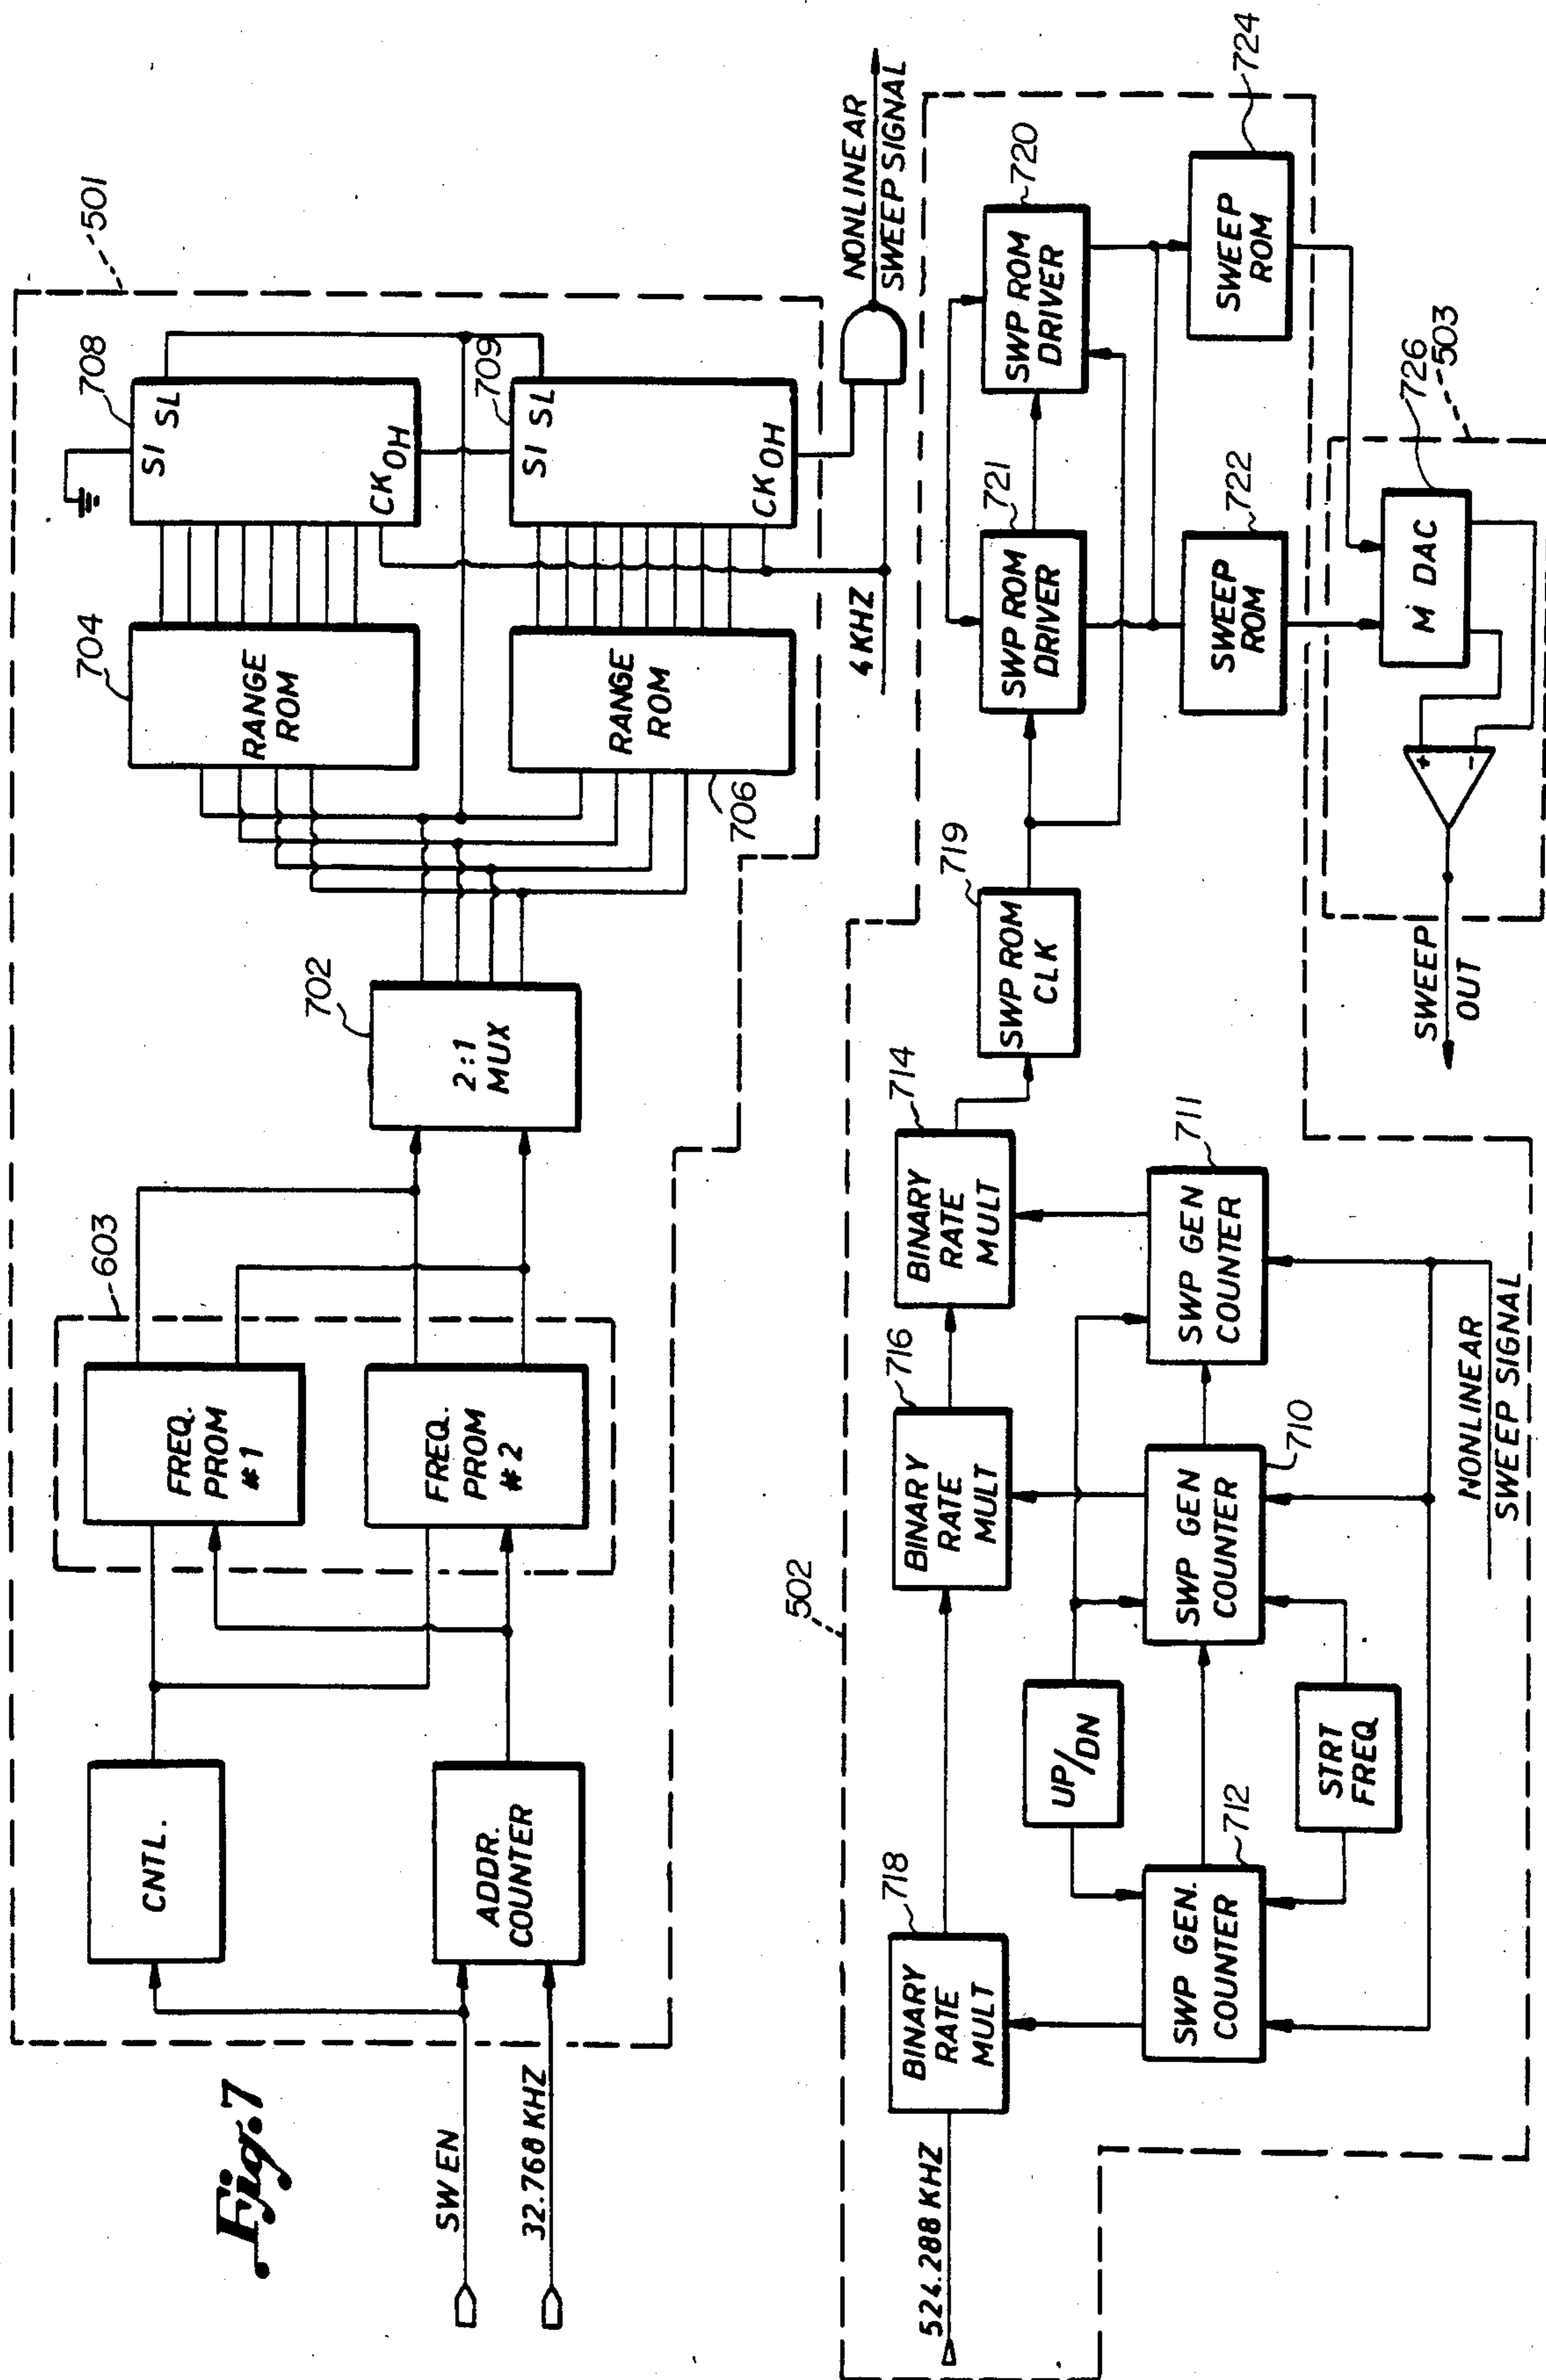 Fig. 7
501
SW EN
32.768 KHZ
CNTL.
ADDR.
COUNTER
603
FREQ.
PROM
#1
FREQ.
PROM
#2
702
2:1
MUX
704
RANGE
ROM
706
RANGE
ROM
708
SI
SL
CK
OH
709
SI
SL
CK
OH
4 KHZ
NONLINEAR
SWEEP SIGNAL
502
524.288 KHZ
718
BINARY
RATE
MULT
716
BINARY
RATE
MULT
714
BINARY
RATE
MULT
UP/DN
712
SWP GEN.
COUNTER
710
SWP GEN
COUNTER
711
SWP GEN
COUNTER
STRT
FREQ
NONLINEAR
SWEEP SIGNAL
719
SWP ROM
CLK
721
SWP ROM
DRIVER
720
SWP ROM
DRIVER
722
SWEEP
ROM
724
SWEEP
ROM
726
503
M DAC
+
-
SWEEP
OUT